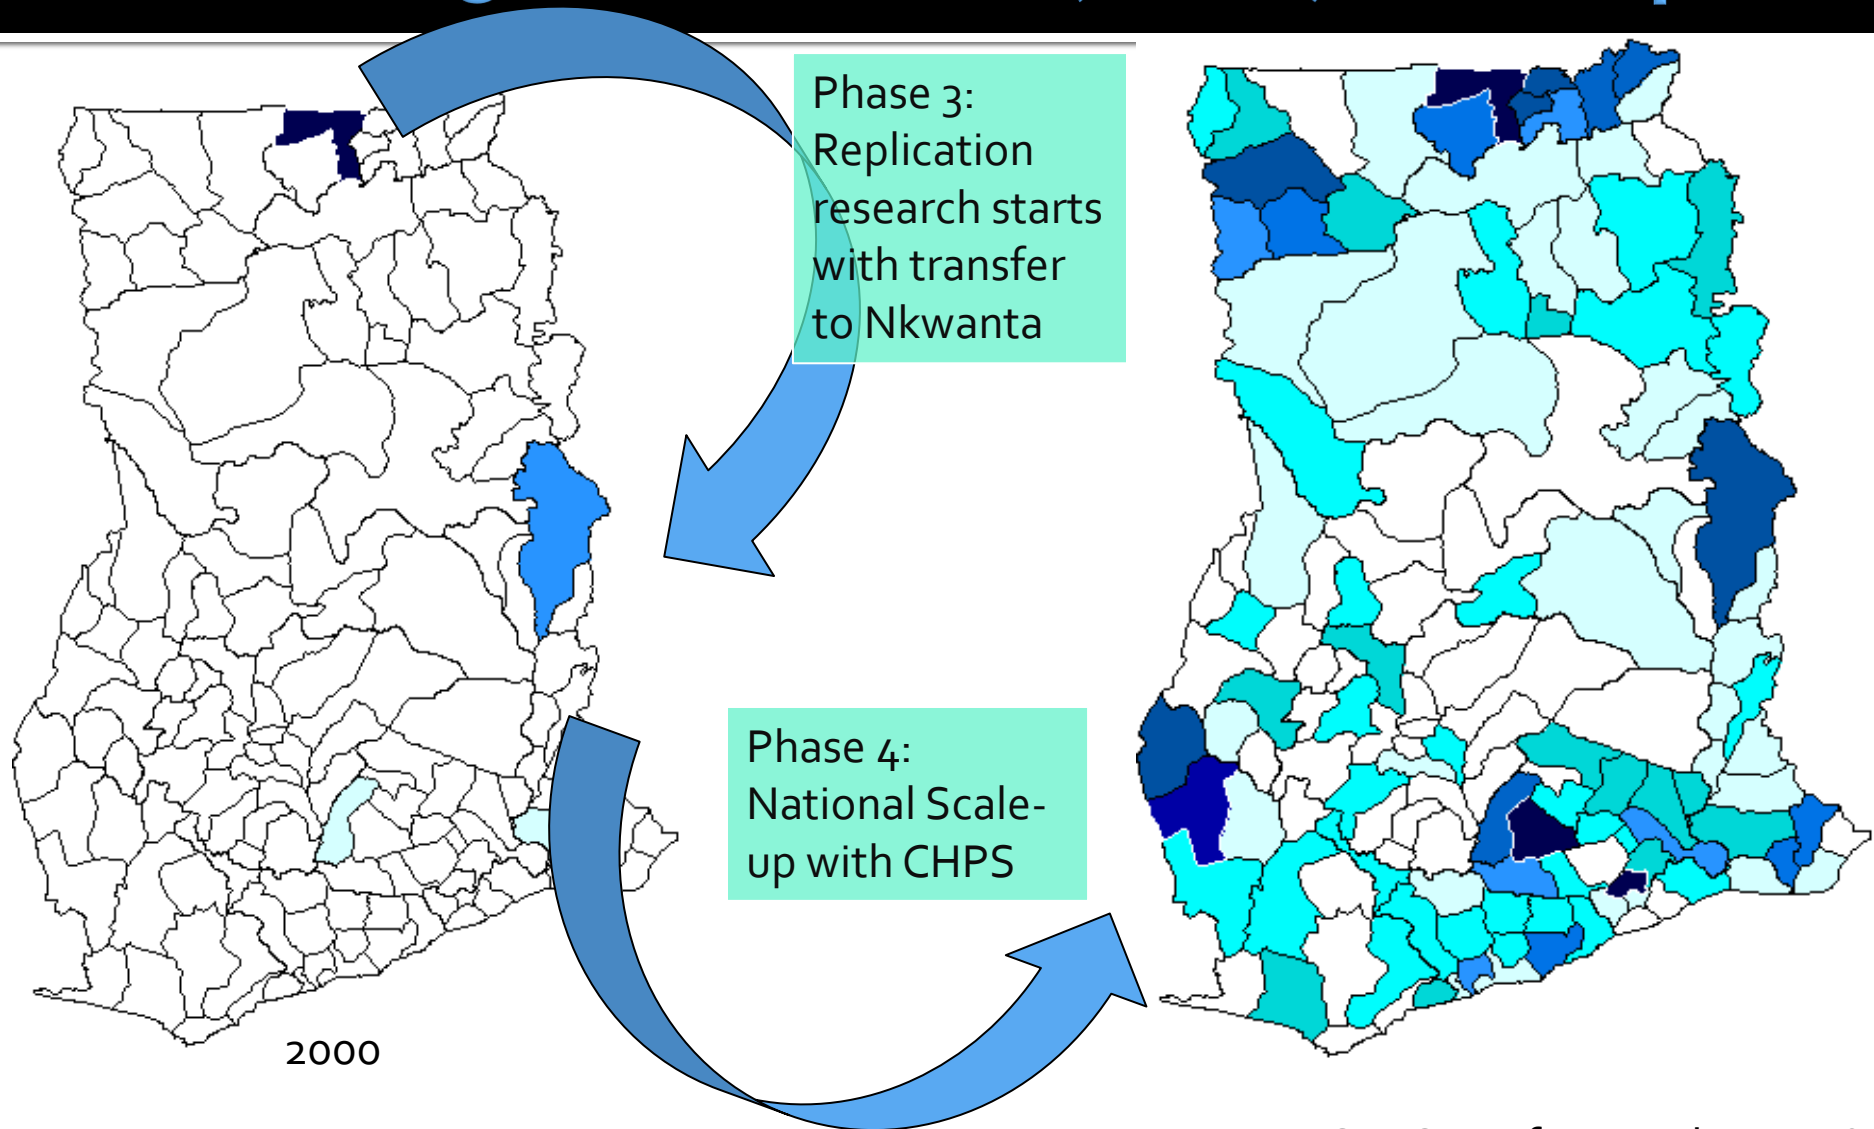 Phase 3:
Replication
research starts
with transfer
to Nkwanta
Phase 4:
National Scale-
up with CHPS
2000